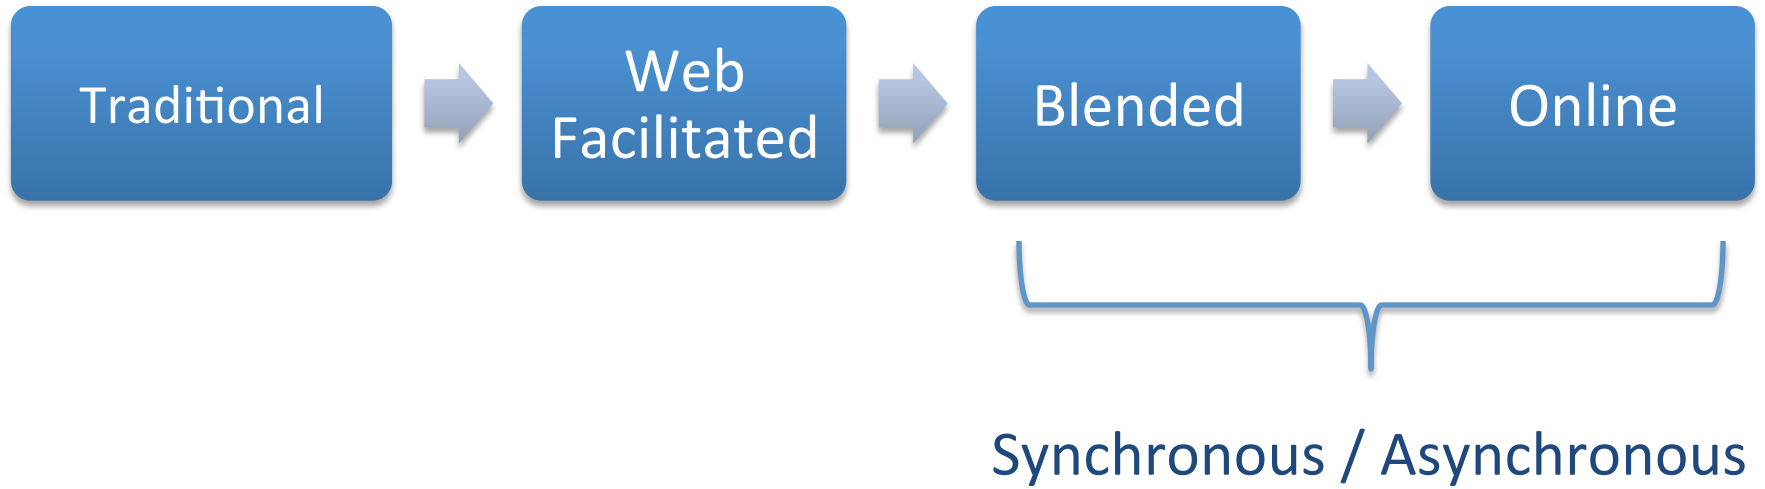 Traditional
Web
Facilitated
Blended
Online
Synchronous / Asynchronous